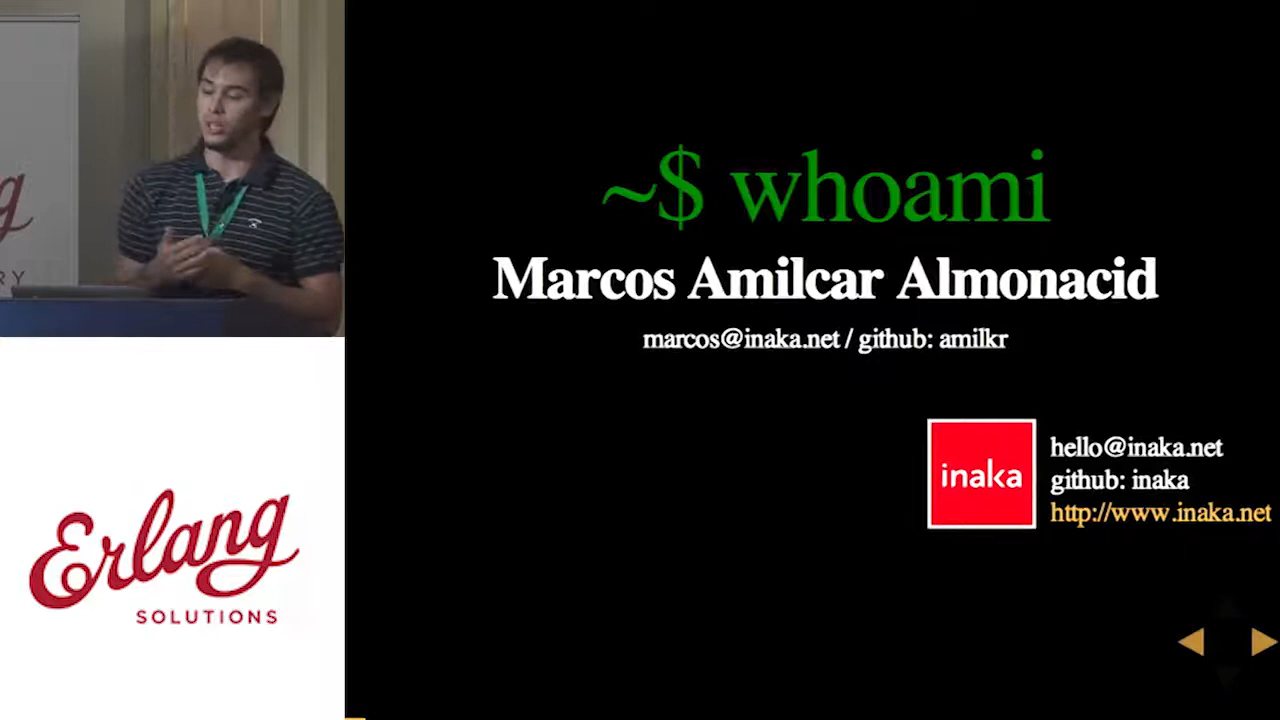 ~$ whoami
Marcos Amilcar Almonacid
marcos@inaka.net / github: amilkr
inaka
hello@inaka.net
github: inaka
http://www.inaka.net
Erlang
SOLUTIONS